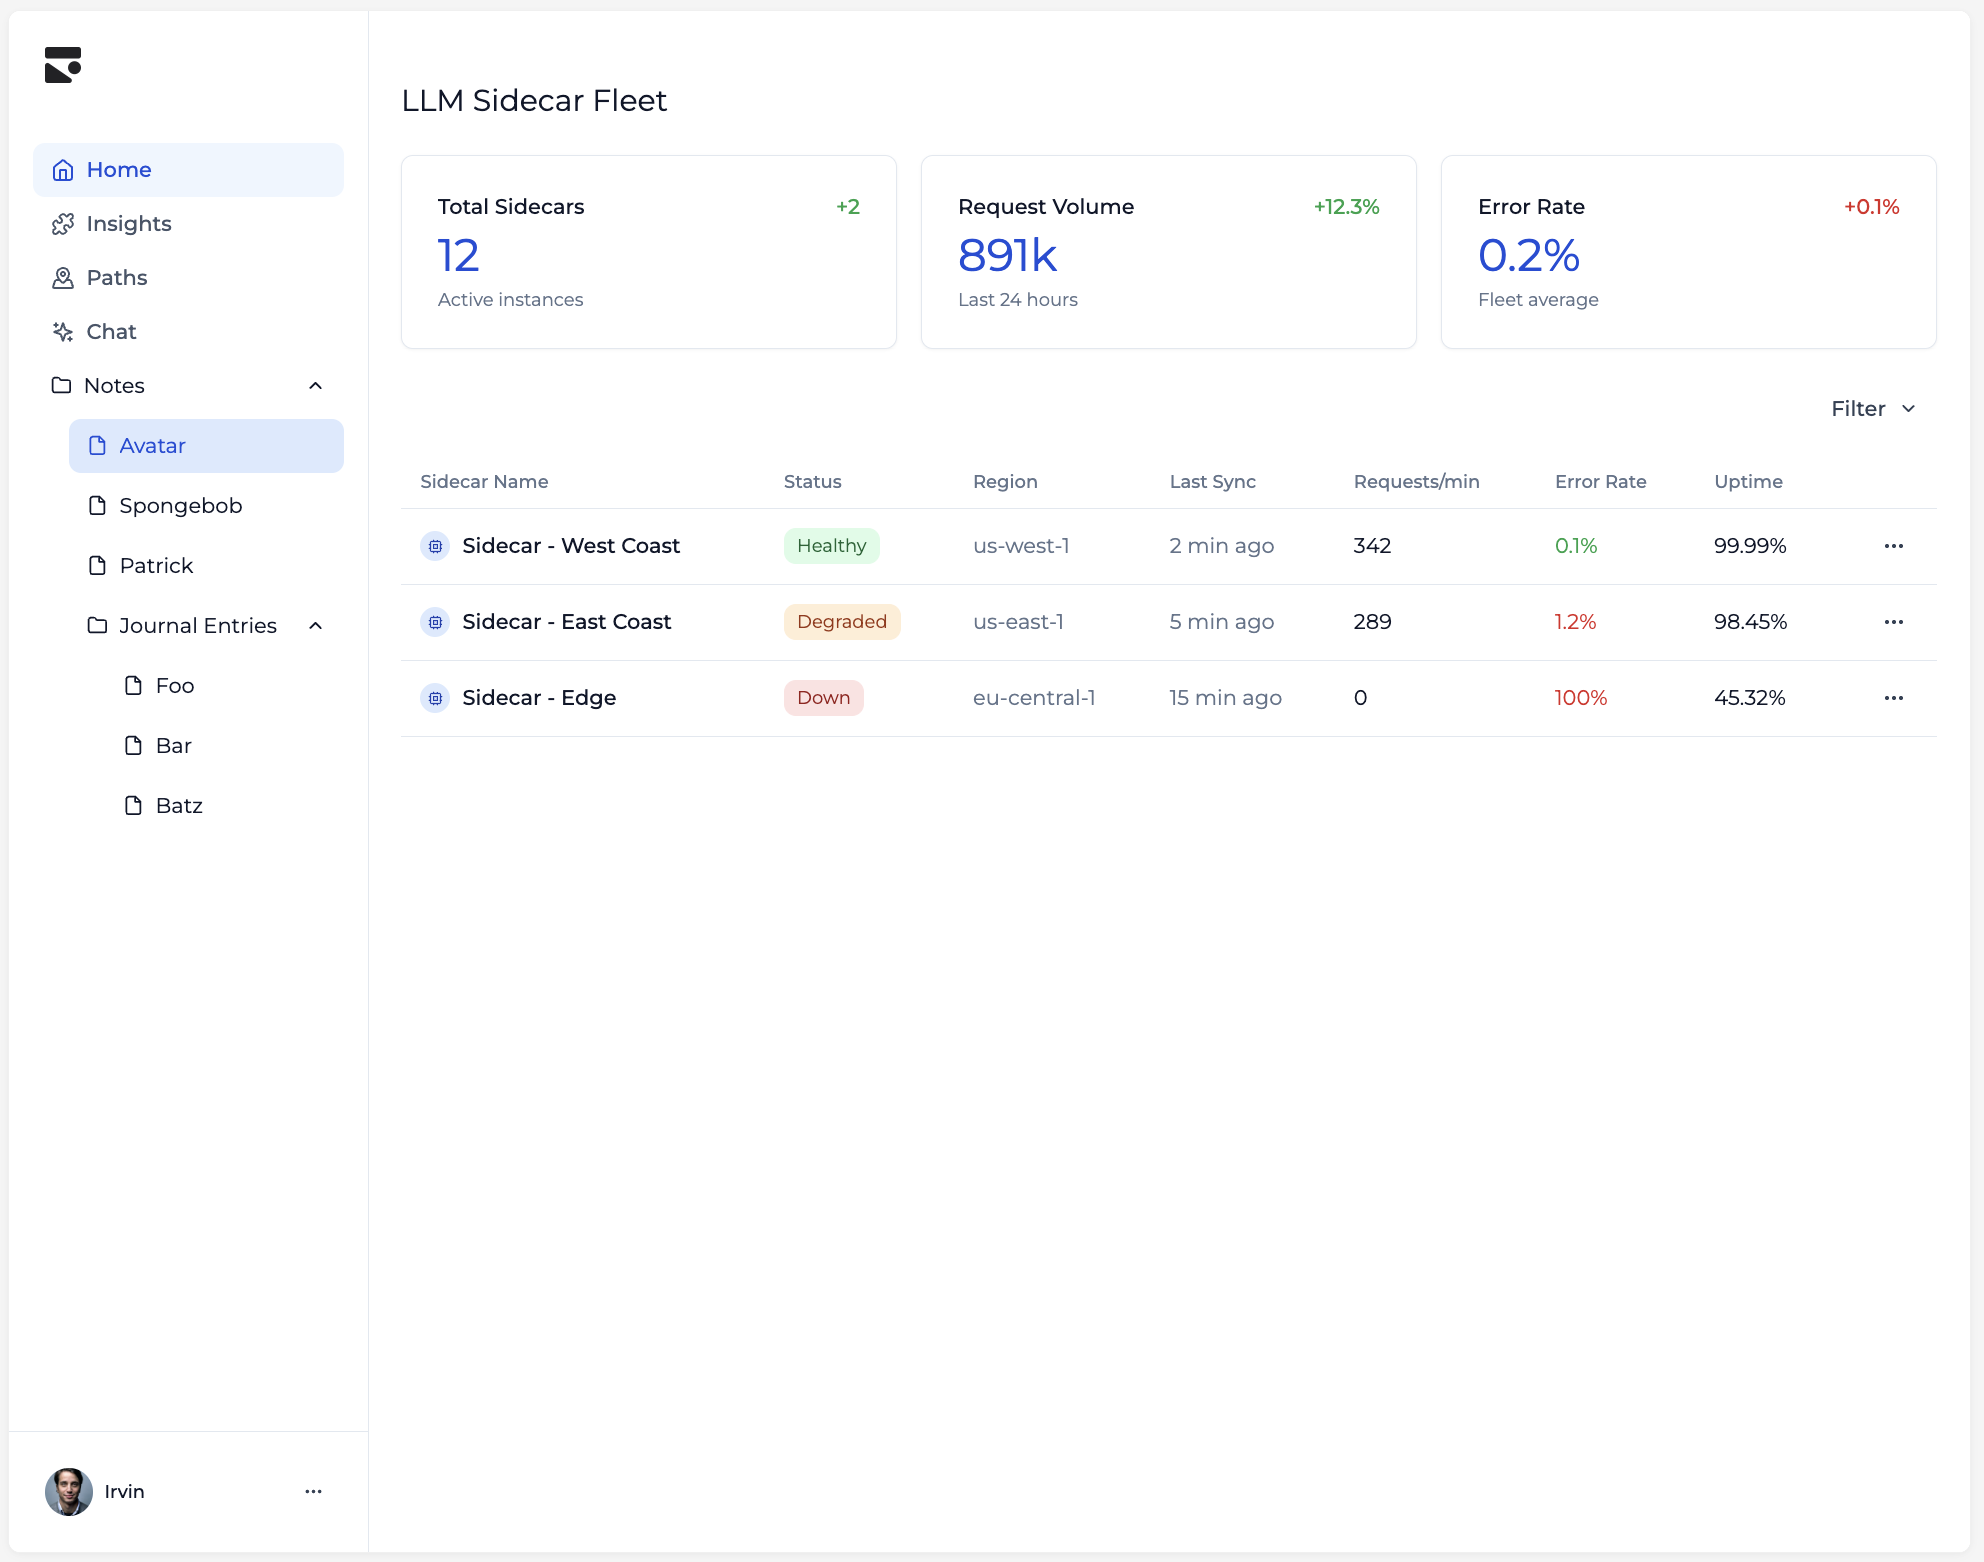 Home
Insights
Paths
Chat
Notes
Avatar
Spongebob
Patrick
Journal Entries
Foo
Bar
Batz
Irvin
LLM Sidecar Fleet
Total Sidecars +2
12
Active instances
Request Volume +12.3%
891k
Last 24 hours
Error Rate +0.1%
0.2%
Fleet average
Filter
Sidecar Name Status Region Last Sync Requests/min Error Rate Uptime
Sidecar - West Coast Healthy us-west-1 2 min ago 342 0.1% 99.99%
Sidecar - East Coast Degraded us-east-1 5 min ago 289 1.2% 98.45%
Sidecar - Edge Down eu-central-1 15 min ago 0 100% 45.32%